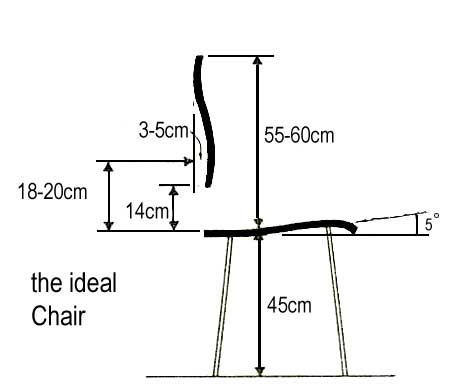 3-5cm
55-60cm
18-20cm
14cm
5°
the ideal
Chair
45cm